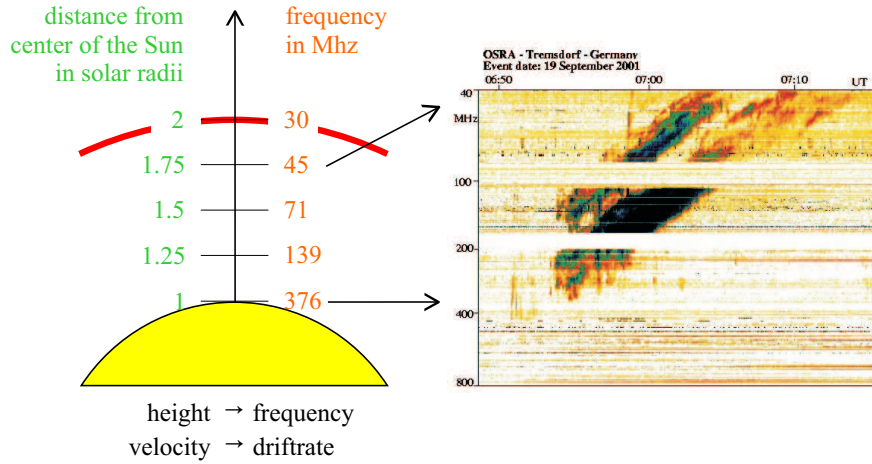 distance from
center of the Sun
in solar radii
frequency
in Mhz
2 30
1.75 45
1.5 71
1.25 139
1 376
height → frequency
velocity → driftrate
OSRA - Tremsdorf - Germany
Event date: 19 September 2001
06:50 07:00 07:10 UT
40
MHz
100
200
400
800